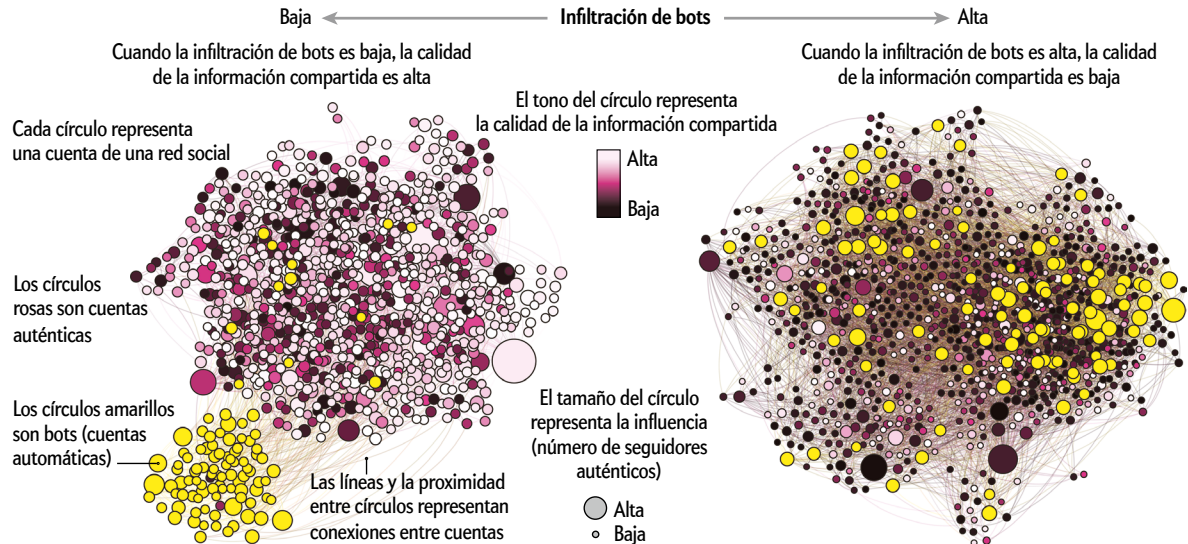 Baja
Infiltración de bots
Alta
Cuando la infiltración de bots es baja, la calidad
de la información compartida es alta
Cuando la infiltración de bots es alta, la calidad
de la información compartida es baja
Cada círculo representa
una cuenta de una red social
El tono del círculo representa
la calidad de la información compartida
Alta
Baja
Los círculos
rosas son cuentas
auténticas
Los círculos amarillos
son bots (cuentas
automáticas)
Las líneas y la proximidad
entre círculos representan
conexiones entre cuentas
El tamaño del círculo
representa la influencia
(número de seguidores
auténticos)
Alta
Baja